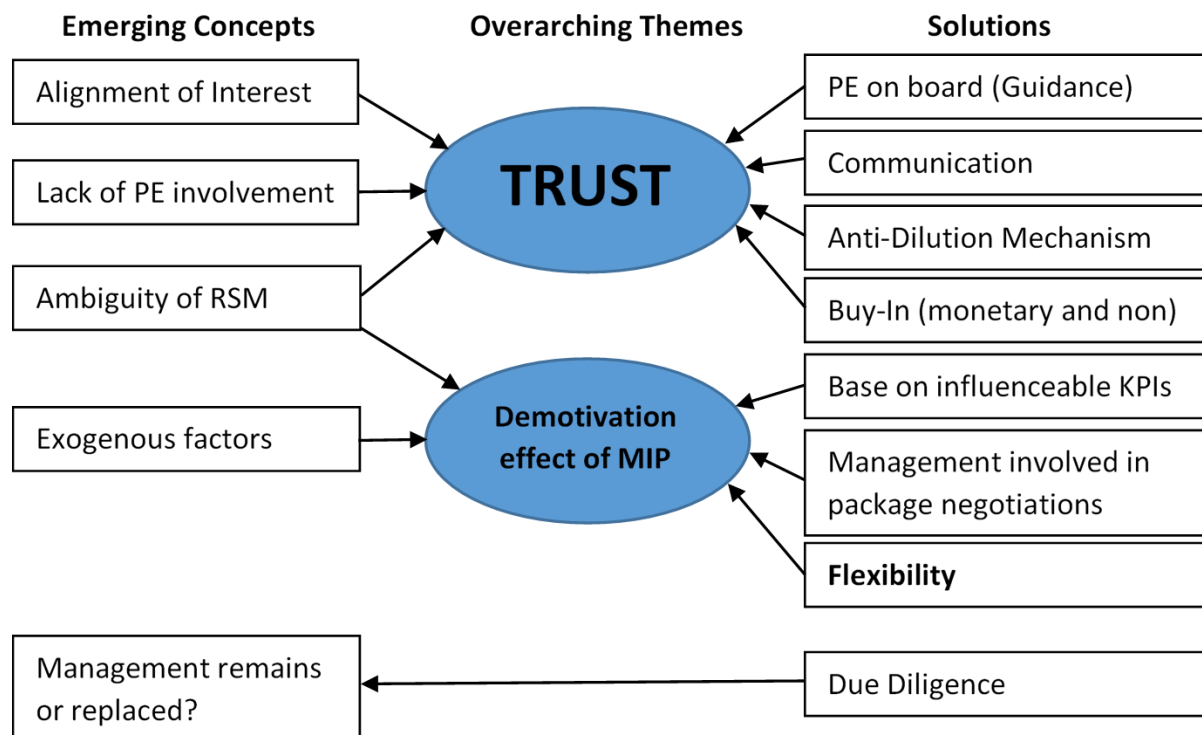 Emerging Concepts
Overarching Themes
Solutions
Alignment of Interest
Lack of PE involvement
Ambiguity of RSM
Exogenous factors
Management remains
or replaced?
TRUST
Demotivation
effect of MIP
PE on board (Guidance)
Communication
Anti-Dilution Mechanism
Buy-In (monetary and non)
Base on influenceable KPIs
Management involved in
package negotiations
Flexibility
Due Diligence